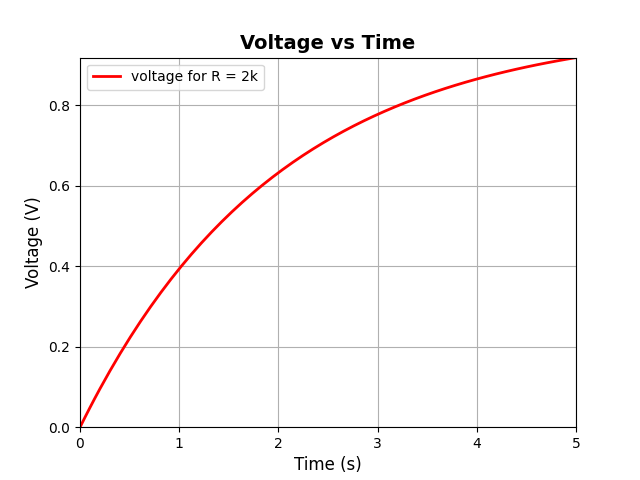 Voltage vs Time
voltage for R = 2k
Voltage (V)
0.8
0.6
0.4
0.2
0.0
0 1 2 3 4 5
Time (s)